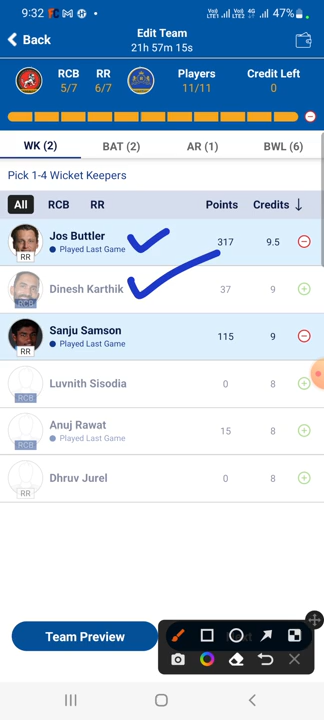 9:32
47%
Edit Team
Back
21h 57m 15s
RCB RR Players Credit Left
5/7 6/7 11/11 0
WK (2) BAT (2) AR (1) BWL (6)
Pick 1-4 Wicket Keepers
All RCB RR Points Credits ↓
Jos Buttler
Played Last Game
317 9.5
RR
Dinesh Karthik
37 9
RCB
Sanju Samson
Played Last Game
115 9
RR
Luvnith Sisodia
0 8
RCB
Anuj Rawat
Played Last Game
15 8
RCB
Dhruv Jurel
0 8
RR
Team Preview